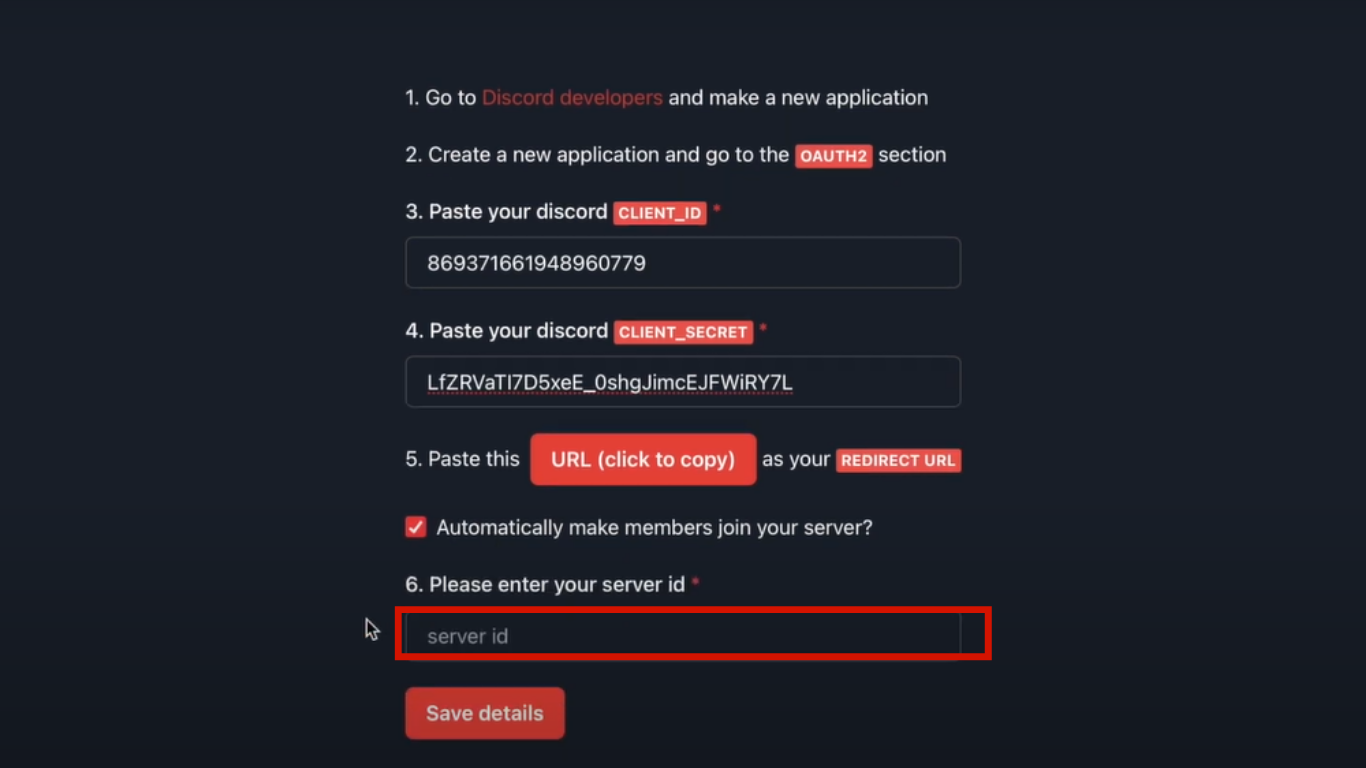 1. Go to Discord developers and make a new application
2. Create a new application and go to the OAUTH2 section
3. Paste your discord CLIENT_ID *
869371661948960779
4. Paste your discord CLIENT_SECRET *
LfZRVaTI7D5xeE_0shgJimcEJFWiRY7L
5. Paste this URL (click to copy) as your REDIRECT URL
Automatically make members join your server?
6. Please enter your server id *
server id
Save details